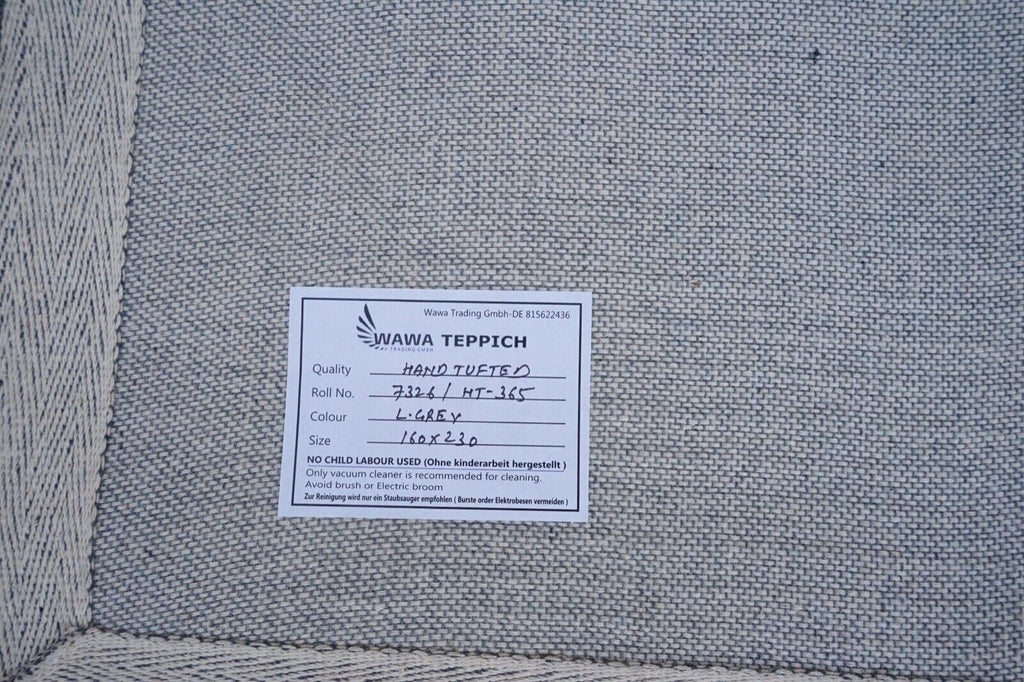 Wawa Trading Gmbh-DE 815622436
WAWA TEPPICH
TRADING GMBH
Quality HAND TUFTED
Roll No. 7326 / HT-365
Colour L.GREY
Size 160X230
NO CHILD LABOUR USED (Ohne kinderarbeit hergestellt )
Only vacuum cleaner is recommended for cleaning.
Avoid brush or Electric broom
Zur Reinigung wird nur ein Staubsauger empfohlen ( Burste order Elektrobesen vermeiden )